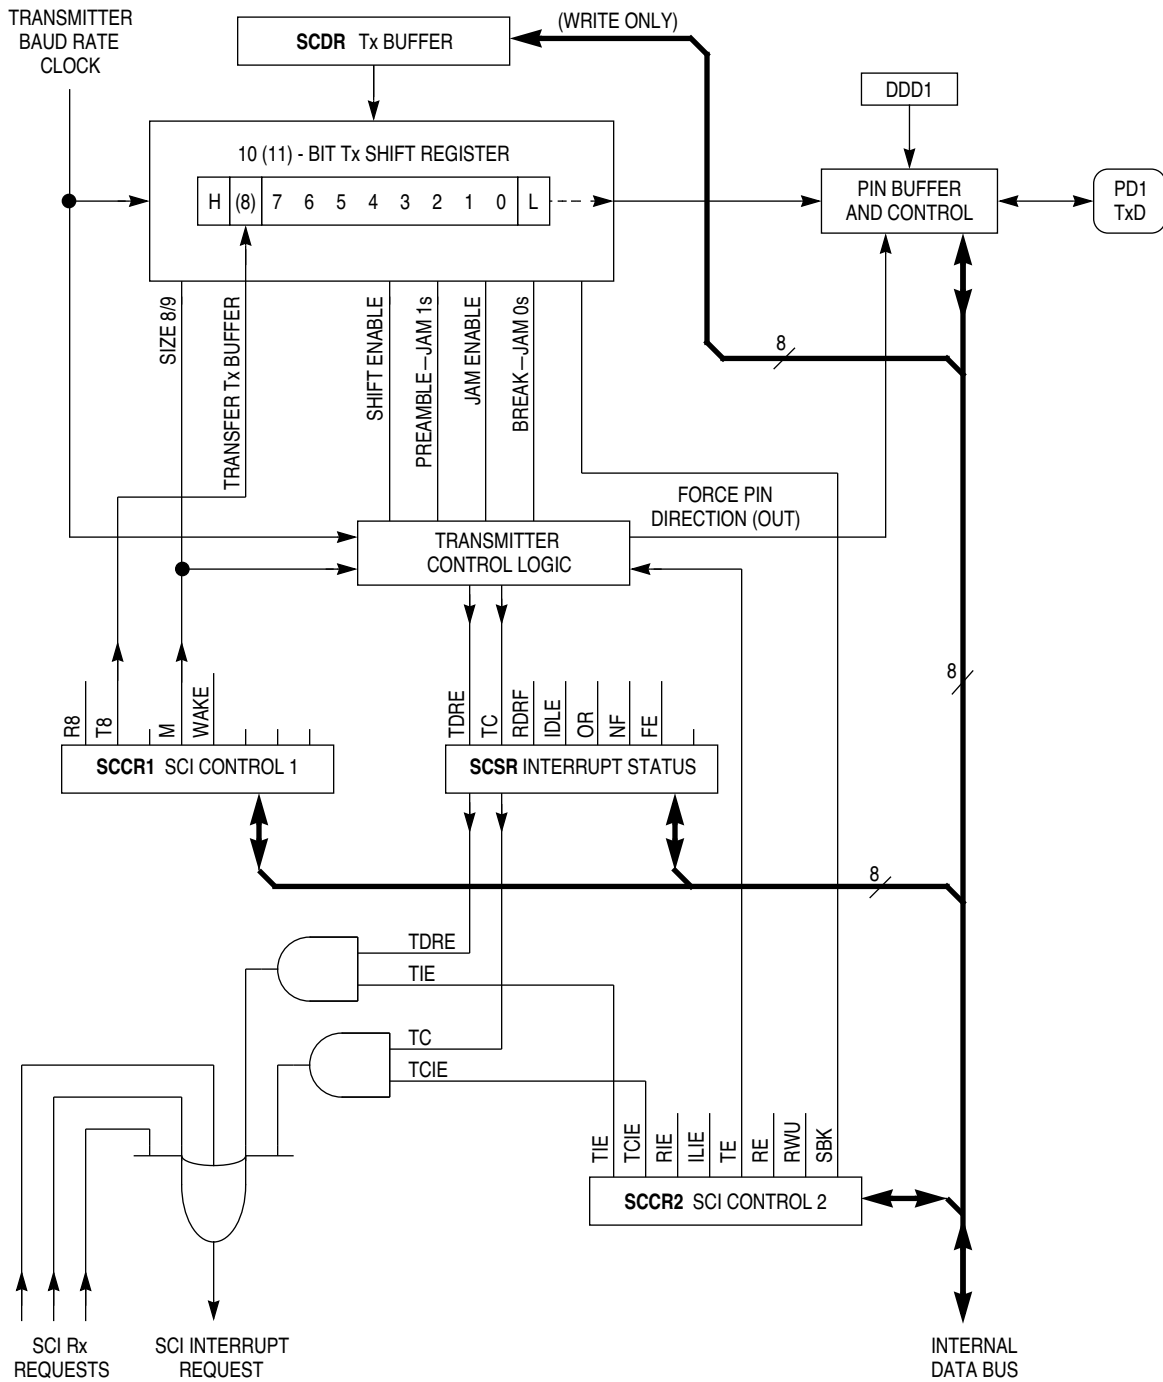 TRANSMITTER
BAUD RATE
CLOCK
SCDR Tx BUFFER
(WRITE ONLY)
DDD1
10 (11) - BIT Tx SHIFT REGISTER
H (8) 7 6 5 4 3 2 1 0 L
PIN BUFFER
AND CONTROL
PD1
TxD
SIZE 8/9
TRANSFER Tx BUFFER
SHIFT ENABLE
PREAMBLE—JAM 1s
JAM ENABLE
BREAK—JAM 0s
8
FORCE PIN
DIRECTION (OUT)
TRANSMITTER
CONTROL LOGIC
8
R8
T8
M
WAKE
TDRE
TC
RDRF
IDLE
OR
NF
FE
SCCR1 SCI CONTROL 1
SCSR INTERRUPT STATUS
8
TDRE
TIE
TC
TCIE
TIE
TCIE
RIE
ILIE
TE
RE
RWU
SBK
SCCR2 SCI CONTROL 2
SCI Rx
REQUESTS
SCI INTERRUPT
REQUEST
INTERNAL
DATA BUS